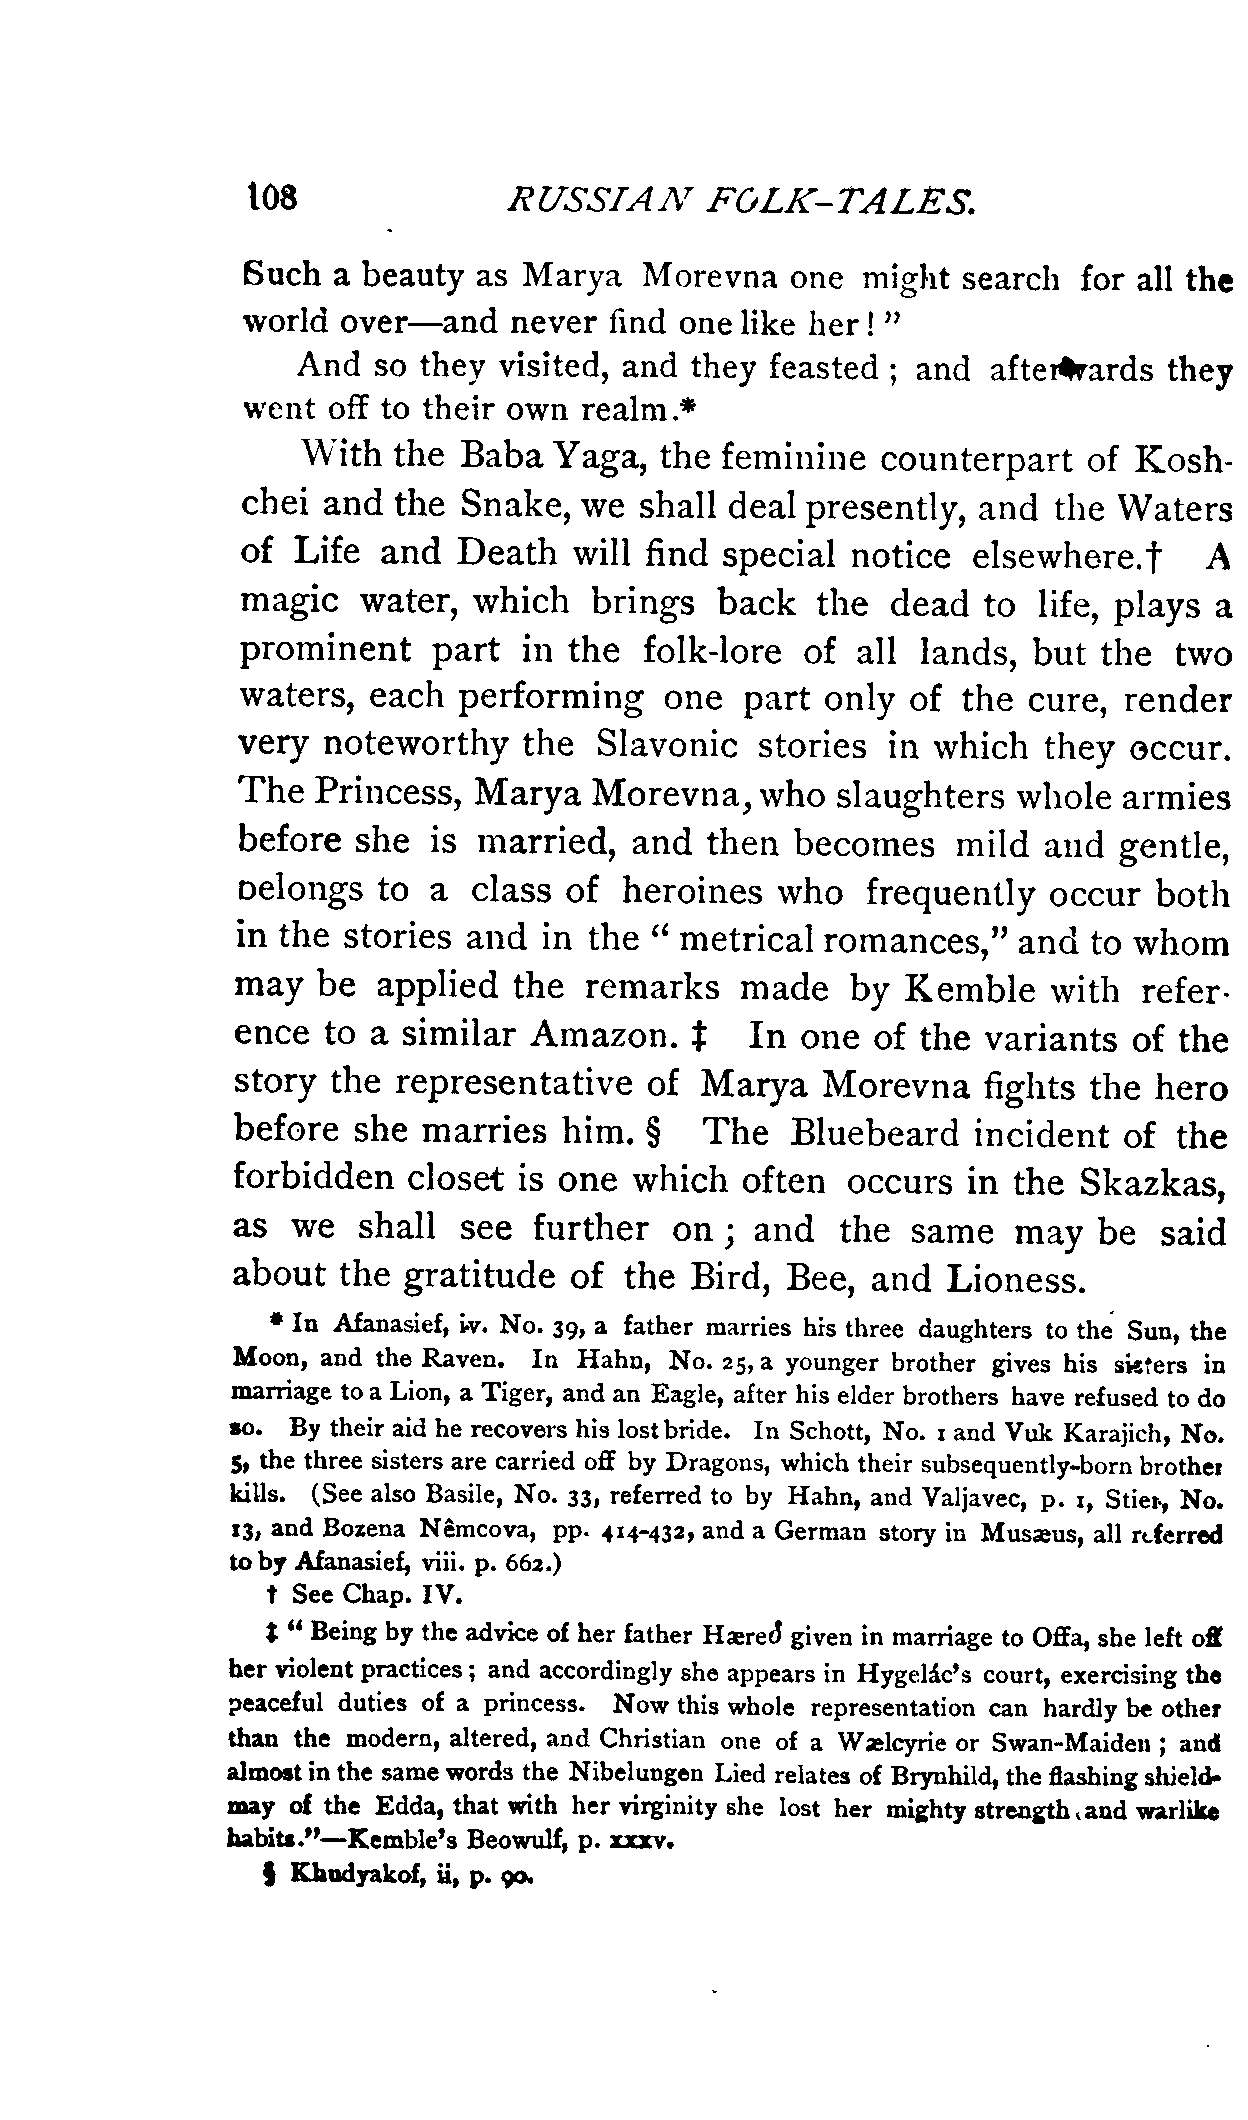 108 RUSSIAN FOLK-TALES.
Such a beauty as Marya Morevna one might search for all the
world over—and never find one like her! ”
And so they visited, and they feasted ; and afterwards they
went off to their own realm.*
With the Baba Yaga, the feminine counterpart of Kosh-
chei and the Snake, we shall deal presently, and the Waters
of Life and Death will find special notice elsewhere.† A
magic water, which brings back the dead to life, plays a
prominent part in the folk-lore of all lands, but the two
waters, each performing one part only of the cure, render
very noteworthy the Slavonic stories in which they occur.
The Princess, Marya Morevna, who slaughters whole armies
before she is married, and then becomes mild and gentle,
belongs to a class of heroines who frequently occur both
in the stories and in the “ metrical romances,” and to whom
may be applied the remarks made by Kemble with refer-
ence to a similar Amazon. ‡ In one of the variants of the
story the representative of Marya Morevna fights the hero
before she marries him. § The Bluebeard incident of the
forbidden closet is one which often occurs in the Skazkas,
as we shall see further on ; and the same may be said
about the gratitude of the Bird, Bee, and Lioness.
* In Afanasief, iv. No. 39, a father marries his three daughters to the Sun, the
Moon, and the Raven. In Hahn, No. 25, a younger brother gives his sisters in
marriage to a Lion, a Tiger, and an Eagle, after his elder brothers have refused to do
so. By their aid he recovers his lost bride. In Schott, No. 1 and Vuk Karajich, No.
5, the three sisters are carried off by Dragons, which their subsequently-born brother
kills. (See also Basile, No. 33, referred to by Hahn, and Valjavec, p. 1, Stier, No.
13, and Bozena Nêmcova, pp. 414-432, and a German story in Musæus, all referred
to by Afanasief, viii. p. 662.)
† See Chap. IV.
‡ “ Being by the advice of her father Hæreð given in marriage to Offa, she left off
her violent practices ; and accordingly she appears in Hygelác’s court, exercising the
peaceful duties of a princess. Now this whole representation can hardly be other
than the modern, altered, and Christian one of a Wælcyrie or Swan-Maiden ; and
almost in the same words the Nibelungen Lied relates of Brynhild, the flashing shield-
may of the Edda, that with her virginity she lost her mighty strength and warlike
habits.”—Kemble’s Beowulf, p. xxxv.
§ Khudyakof, ii, p. 90.